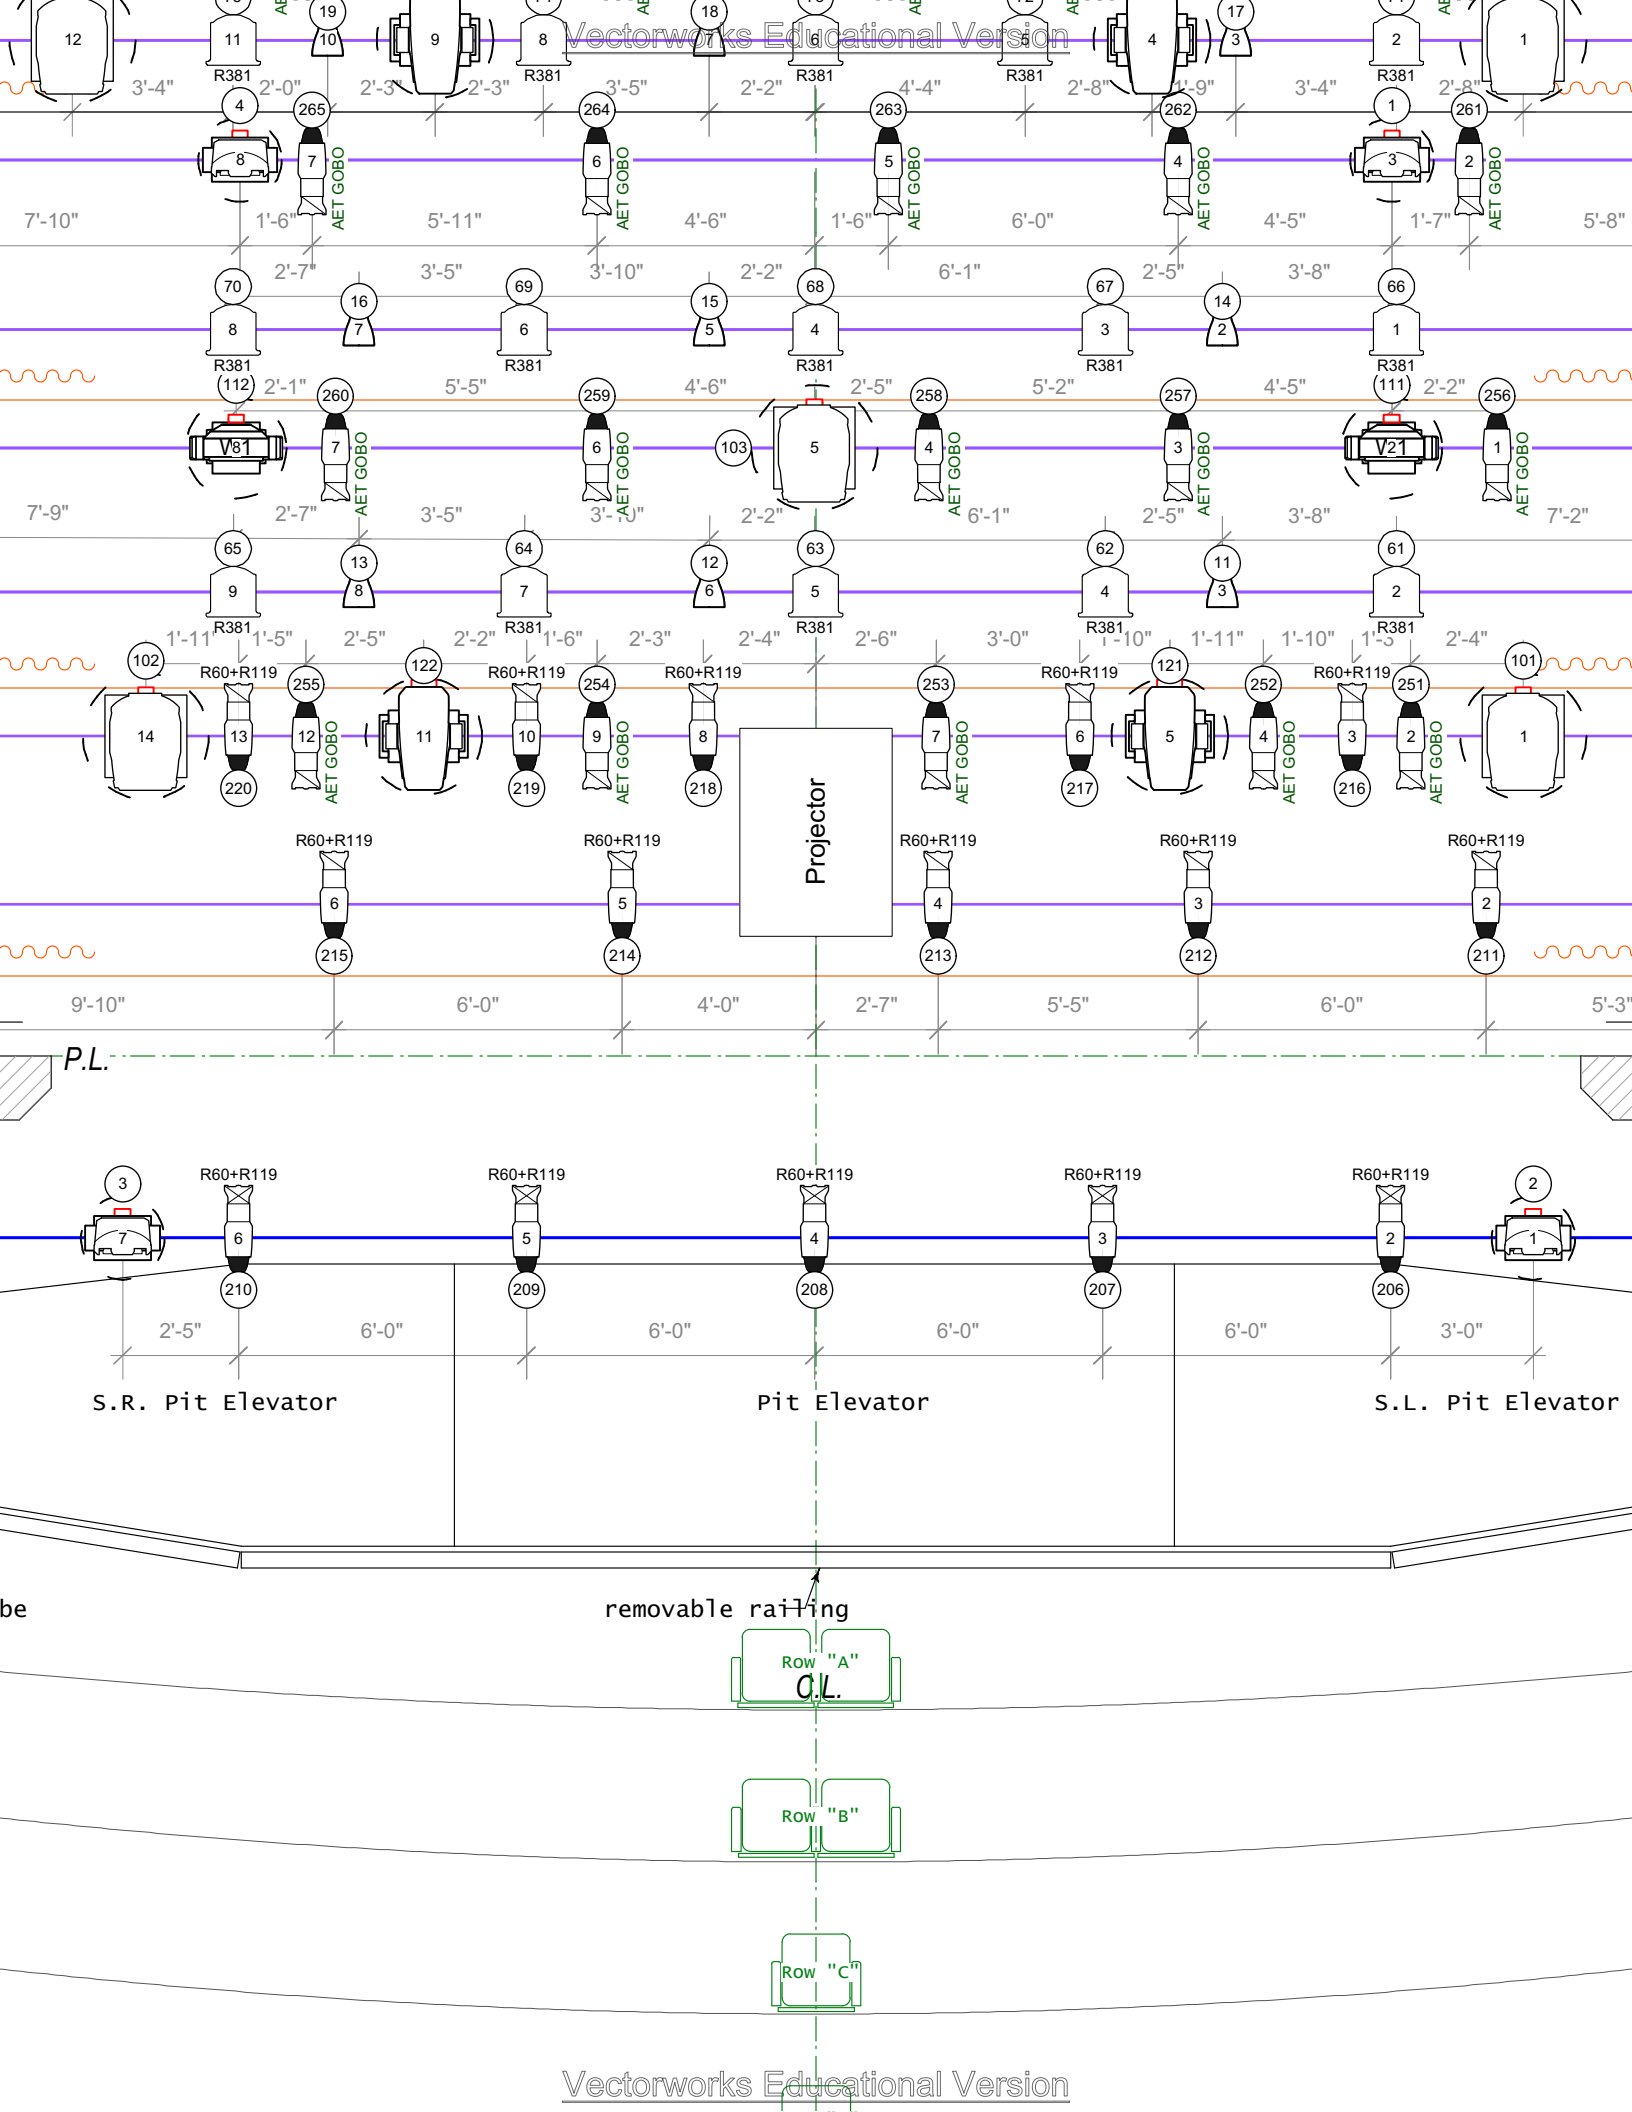 19 18 17
12 11 10 9 8 7 6 5 4 3 2 1
Vectorworks Educational Version
R381 R381 R381 R381 R381
3'-4" 2'-0" 2'-3" 2'-3" 3'-5" 2'-2" 4'-4" 2'-8" 1'-9" 3'-4" 2'-8"
4 265 264 263 262 1 261
8 7 6 5 4 3 2
AET GOBO AET GOBO AET GOBO AET GOBO AET GOBO
7'-10" 1'-6" 5'-11" 4'-6" 1'-6" 6'-0" 4'-5" 1'-7" 5'-8"
2'-7" 3'-5" 3'-10" 2'-2" 6'-1" 2'-5" 3'-8"
70 16 69 15 68 67 14 66
8 7 6 5 4 3 2 1
R381 R381 R381 R381 R381
2'-1" 5'-5" 4'-6" 2'-5" 5'-2" 4'-5" 2'-2"
112 260 259 258 257 111 256
V81 7 6 103 5 4 3 V21 1
AET GOBO AET GOBO AET GOBO AET GOBO AET GOBO
7'-9" 2'-7" 3'-5" 3'-10" 2'-2" 6'-1" 2'-5" 3'-8" 7'-2"
65 13 64 12 63 62 11 61
9 8 7 6 5 4 3 2
R381 R381 R381 R381 R381
1'-11" 1'-5" 2'-5" 2'-2" 1'-6" 2'-3" 2'-4" 2'-6" 3'-0" 1'-10" 1'-11" 1'-10" 1'-3" 2'-4"
R60+R119 R60+R119 R60+R119 R60+R119 R60+R119
102 255 122 254 253 121 252 251 101
14 13 12 11 10 9 8 7 6 5 4 3 2 1
AET GOBO AET GOBO AET GOBO AET GOBO AET GOBO
220 219 218 217 216
Projector
R60+R119 R60+R119 R60+R119 R60+R119 R60+R119
6 5 4 3 2
215 214 213 212 211
9'-10" 6'-0" 4'-0" 2'-7" 5'-5" 6'-0" 5'-3"
P.L.
R60+R119 R60+R119 R60+R119 R60+R119 R60+R119
3 2
7 6 5 4 3 2 1
210 209 208 207 206
2'-5" 6'-0" 6'-0" 6'-0" 6'-0" 3'-0"
S.R. Pit Elevator Pit Elevator S.L. Pit Elevator
be removable railing
Row "A"
C.L.
Row "B"
Row "C"
Vectorworks Educational Version